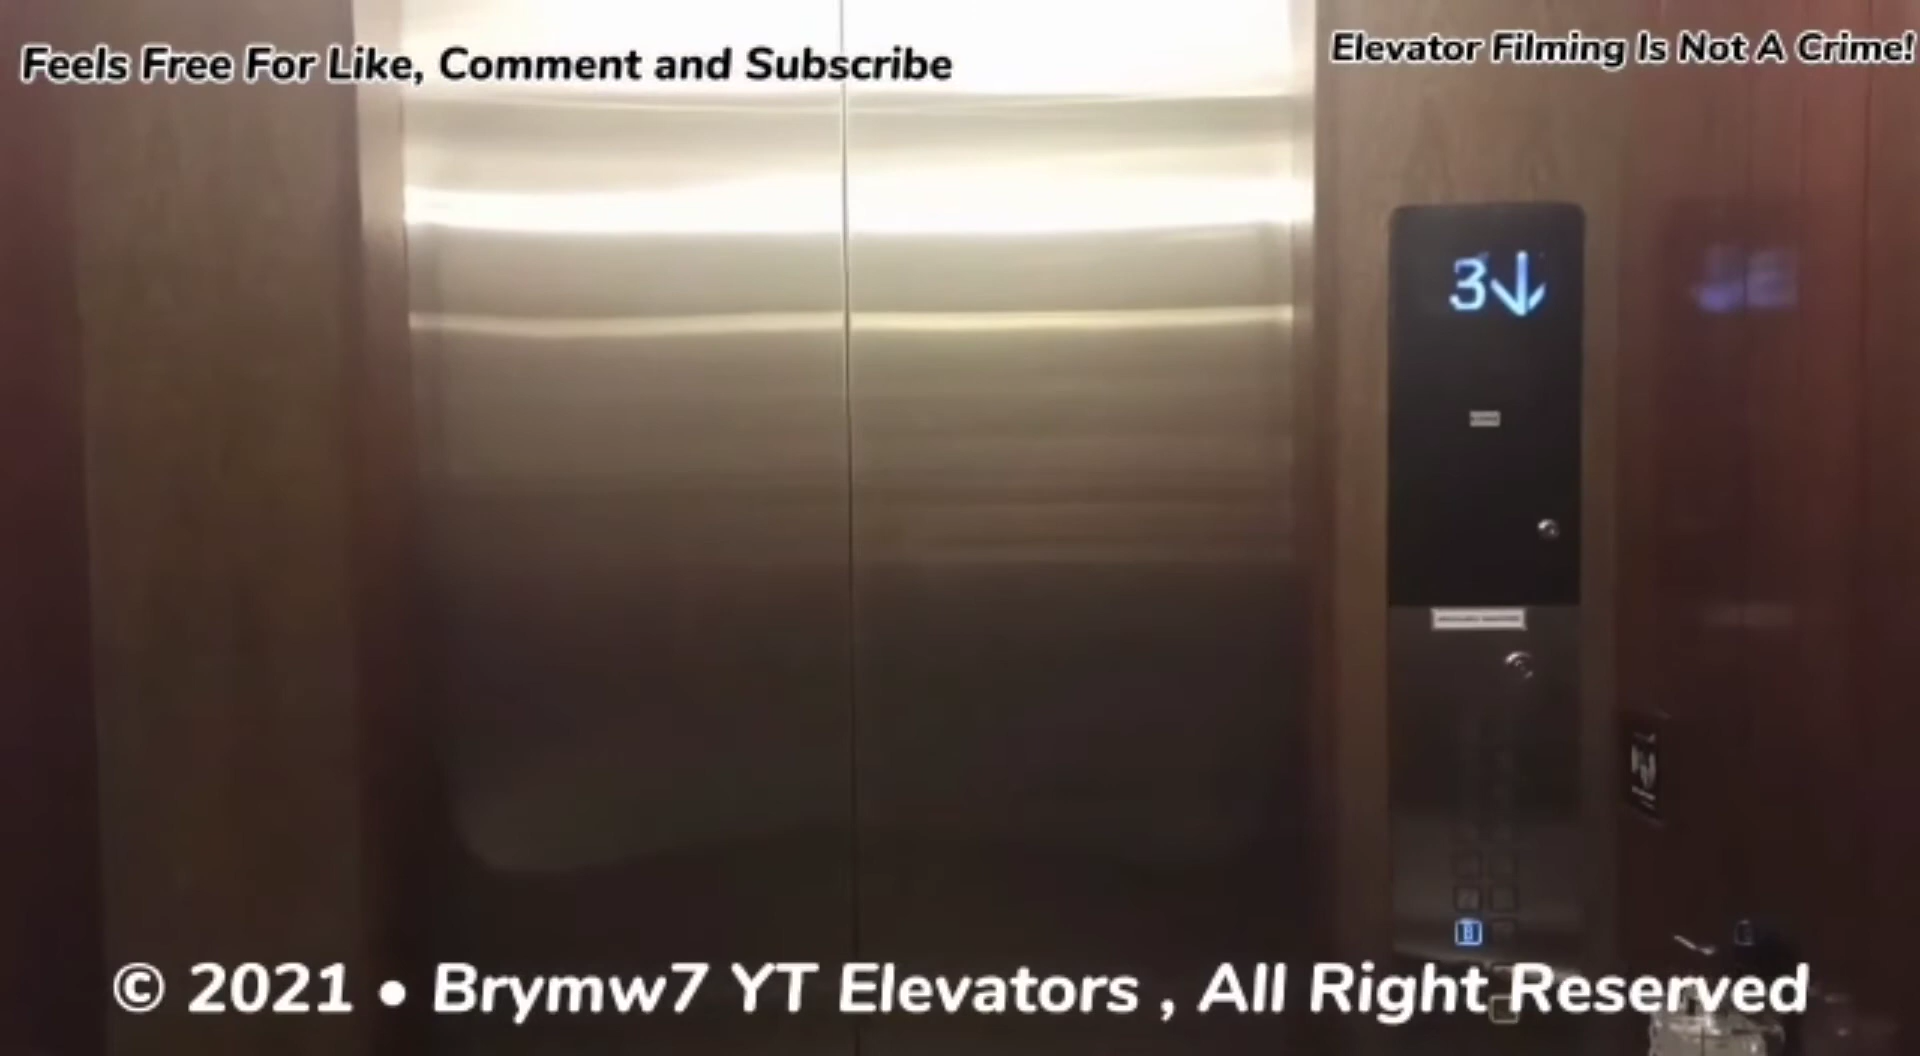 Feels Free For Like, Comment and Subscribe
Elevator Filming Is Not A Crime!
3↓
B
© 2021 • Brymw7 YT Elevators , All Right Reserved